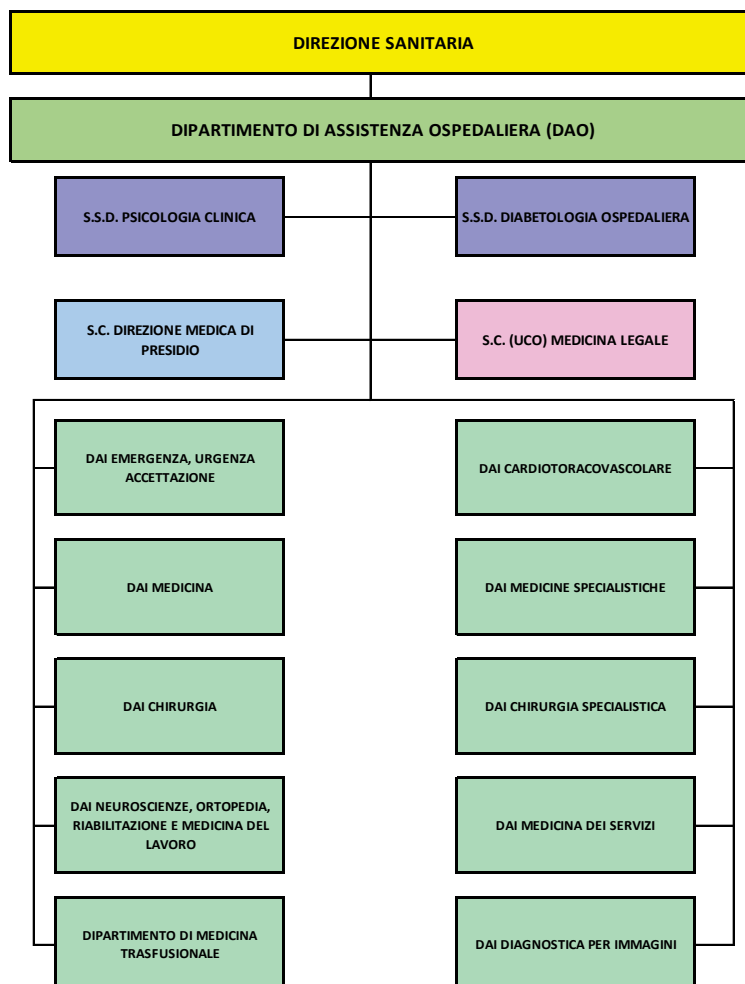 DIREZIONE SANITARIA
DIPARTIMENTO DI ASSISTENZA OSPEDALIERA (DAO)
S.S.D. PSICOLOGIA CLINICA
S.S.D. DIABETOLOGIA OSPEDALIERA
S.C. DIREZIONE MEDICA DI
PRESIDIO
S.C. (UCO) MEDICINA LEGALE
DAI EMERGENZA, URGENZA
ACCETTAZIONE
DAI CARDIOTORACOVASCOLARE
DAI MEDICINA
DAI MEDICINE SPECIALISTICHE
DAI CHIRURGIA
DAI CHIRURGIA SPECIALISTICA
DAI NEUROSCIENZE, ORTOPEDIA,
RIABILITAZIONE E MEDICINA DEL
LAVORO
DAI MEDICINA DEI SERVIZI
DIPARTIMENTO DI MEDICINA
TRASFUSIONALE
DAI DIAGNOSTICA PER IMMAGINI